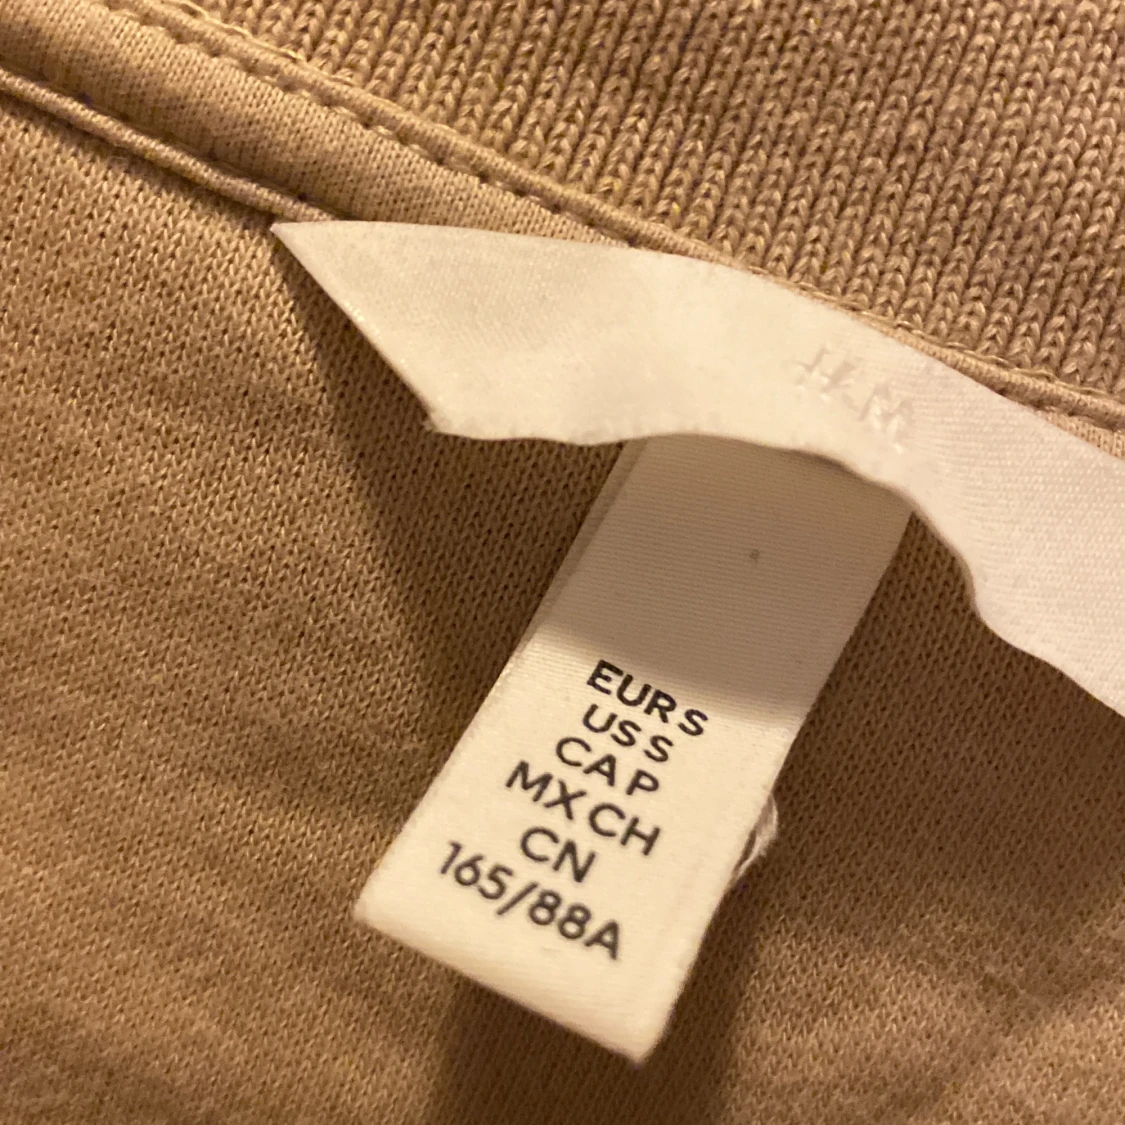 H&M
EUR S
US S
CA P
MX CH
CN
165/88A